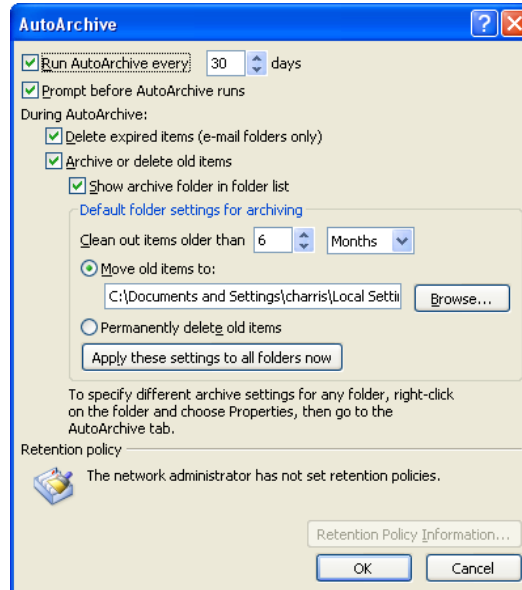 AutoArchive
Run AutoArchive every 30 days
Prompt before AutoArchive runs
During AutoArchive:
Delete expired items (e-mail folders only)
Archive or delete old items
Show archive folder in folder list
Default folder settings for archiving
Clean out items older than 6 Months
Move old items to:
C:\Documents and Settings\charris\Local Settin Browse...
Permanently delete old items
Apply these settings to all folders now
To specify different archive settings for any folder, right-click
on the folder and choose Properties, then go to the
AutoArchive tab.
Retention policy
The network administrator has not set retention policies.
Retention Policy Information...
OK Cancel